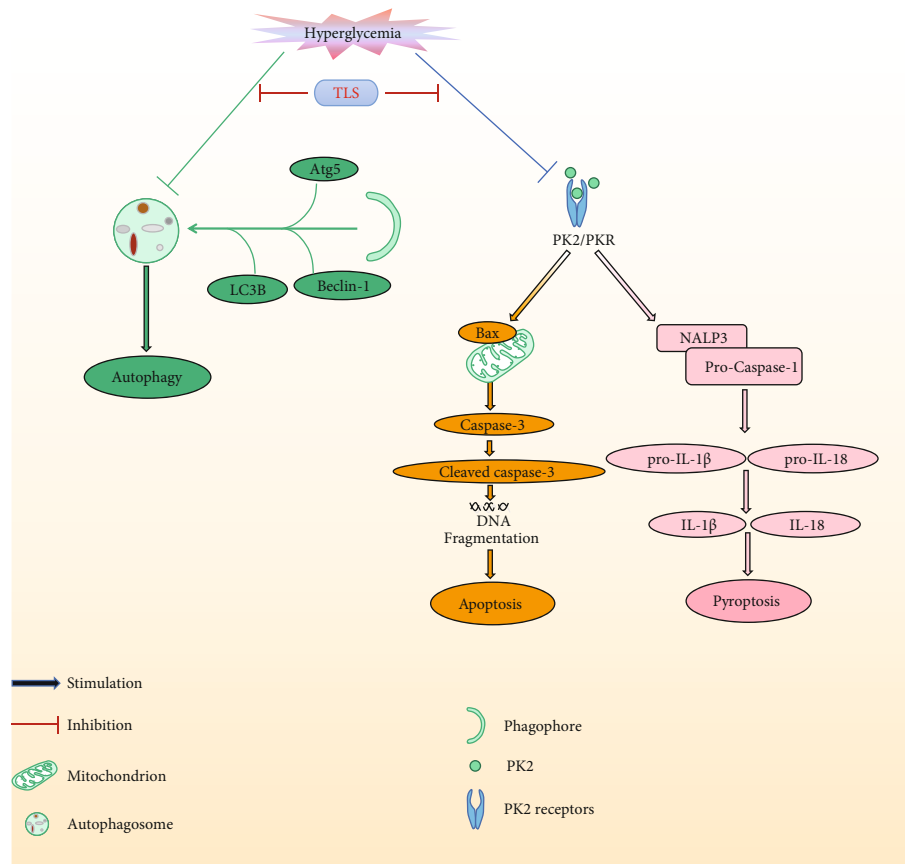 Hyperglycemia
TLS
Atg5
LC3B
Beclin-1
Autophagy
PK2/PKR
Bax
NALP3
Pro-Caspase-1
Caspase-3
Cleaved caspase-3
DNA
Fragmentation
Apoptosis
pro-IL-1β
pro-IL-18
IL-1β
IL-18
Pyroptosis
Stimulation
Inhibition
Mitochondrion
Autophagosome
Phagophore
PK2
PK2 receptors